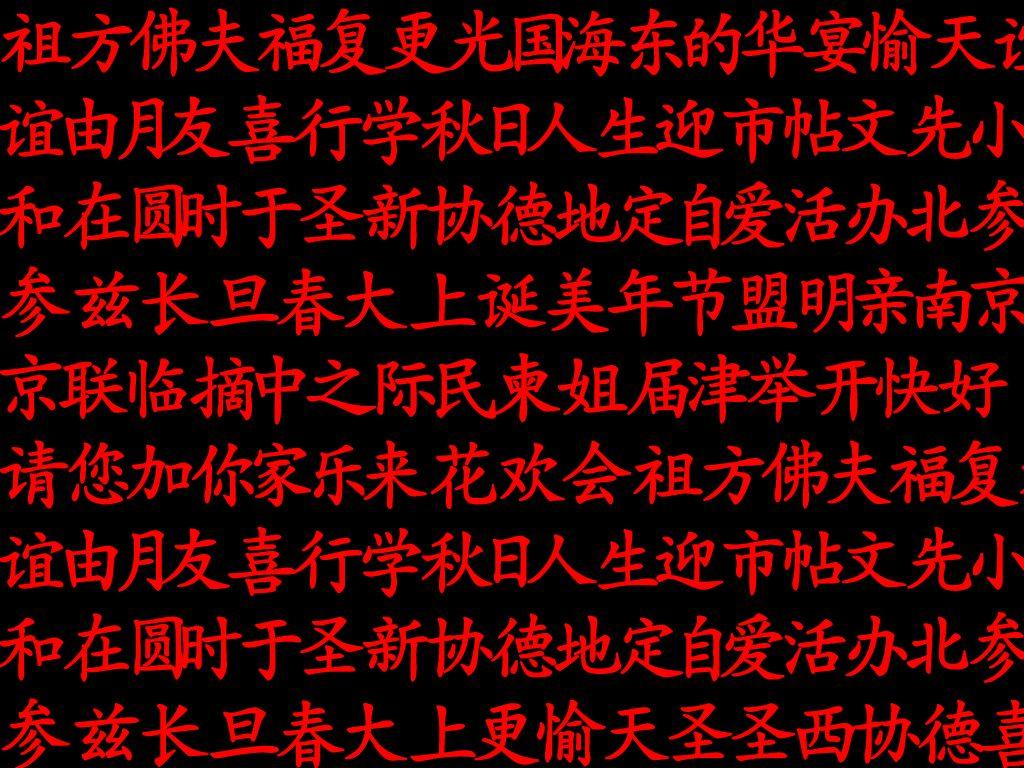 祖方佛夫福复更光国海东的华宴愉天
谊由月友喜行学秋日人生迎市帖文先小
和在圆时于圣新协德地定自爱活办北参
参兹长旦春大上诞美年节盟明亲南京
京联临摘中之际民柬姐届津举开快好
请您加你家乐来花欢会祖方佛夫福复
谊由月友喜行学秋日人生迎市帖文先小
和在圆时于圣新协德地定自爱活办北参
参兹长旦春大上更愉天圣圣西协德喜